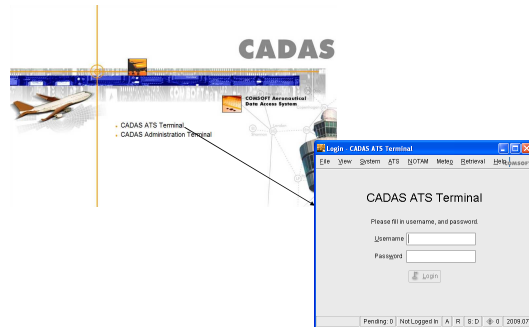 CADAS
COMSOFT Aeronautical
Data Access System
CADAS ATS Terminal
CADAS Administration Terminal
Login - CADAS ATS Terminal
File View System ATS NOTAM Meteo Retrieval Help COMSOFT
CADAS ATS Terminal
Please fill in username, and password.
Username
Password
Login
Pending: 0 Not Logged In A R S: D 0 2009.07